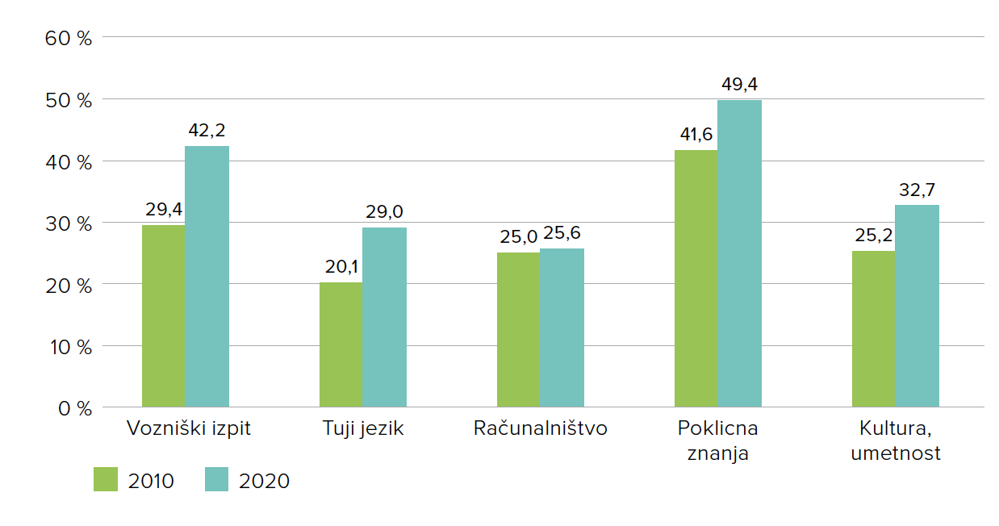 60 %
50 %
40 %
30 %
20 %
10 %
0 %
29,4
42,2
20,1
29,0
25,0
25,6
41,6
49,4
25,2
32,7
Vozniški izpit
Tuji jezik
Računalništvo
Poklicna
znanja
Kultura,
umetnost
2010
2020